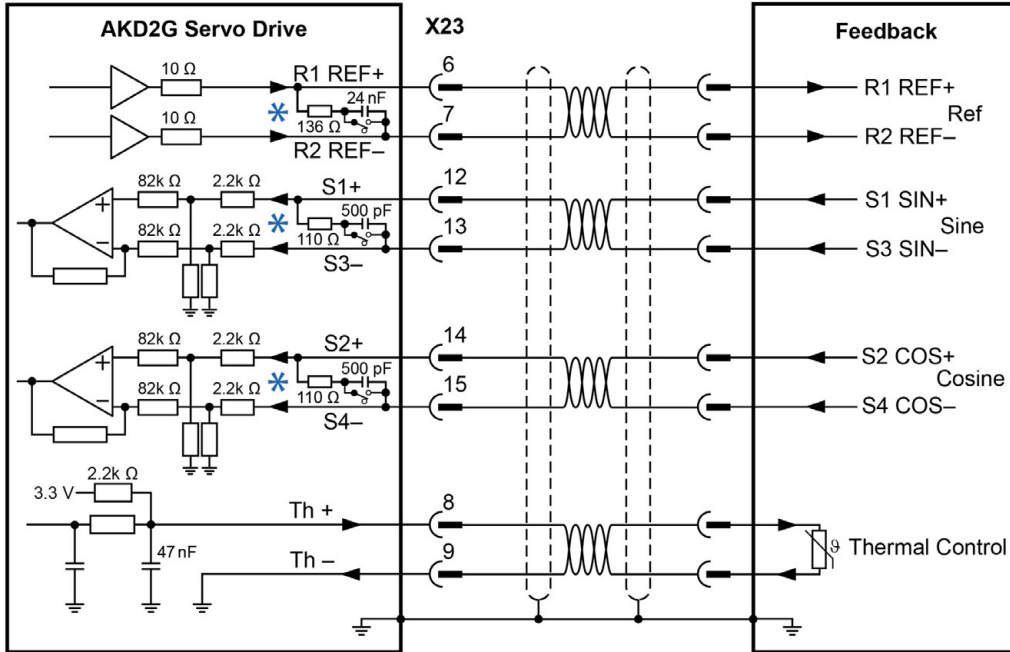 AKD2G Servo Drive
X23
Feedback
10 Ω
R1 REF+
6
R1 REF+
24 nF
*
136 Ω
Ref
10 Ω
7
R2 REF–
R2 REF–
82k Ω
2.2k Ω
S1+
12
S1 SIN+
500 pF
*
110 Ω
Sine
82k Ω
2.2k Ω
13
S3–
S3 SIN–
82k Ω
2.2k Ω
S2+
14
S2 COS+
500 pF
*
110 Ω
Cosine
82k Ω
2.2k Ω
15
S4–
S4 COS–
2.2k Ω
3.3 V
Th +
8
47 nF
Th –
9
ϑ Thermal Control